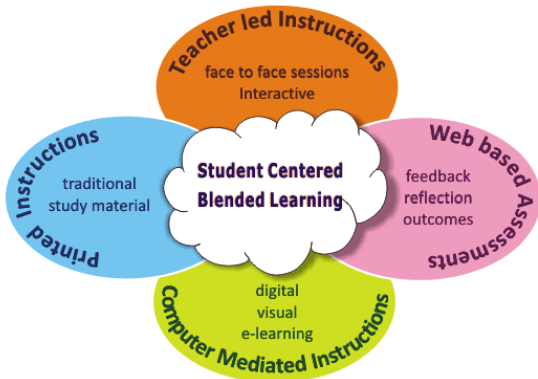 Teacher led Instructions
face to face sessions
Interactive
Printed Instructions
traditional
study material
Student Centered
Blended Learning
Web based Assessments
feedback
reflection
outcomes
digital
visual
e-learning
Computer Mediated Instructions